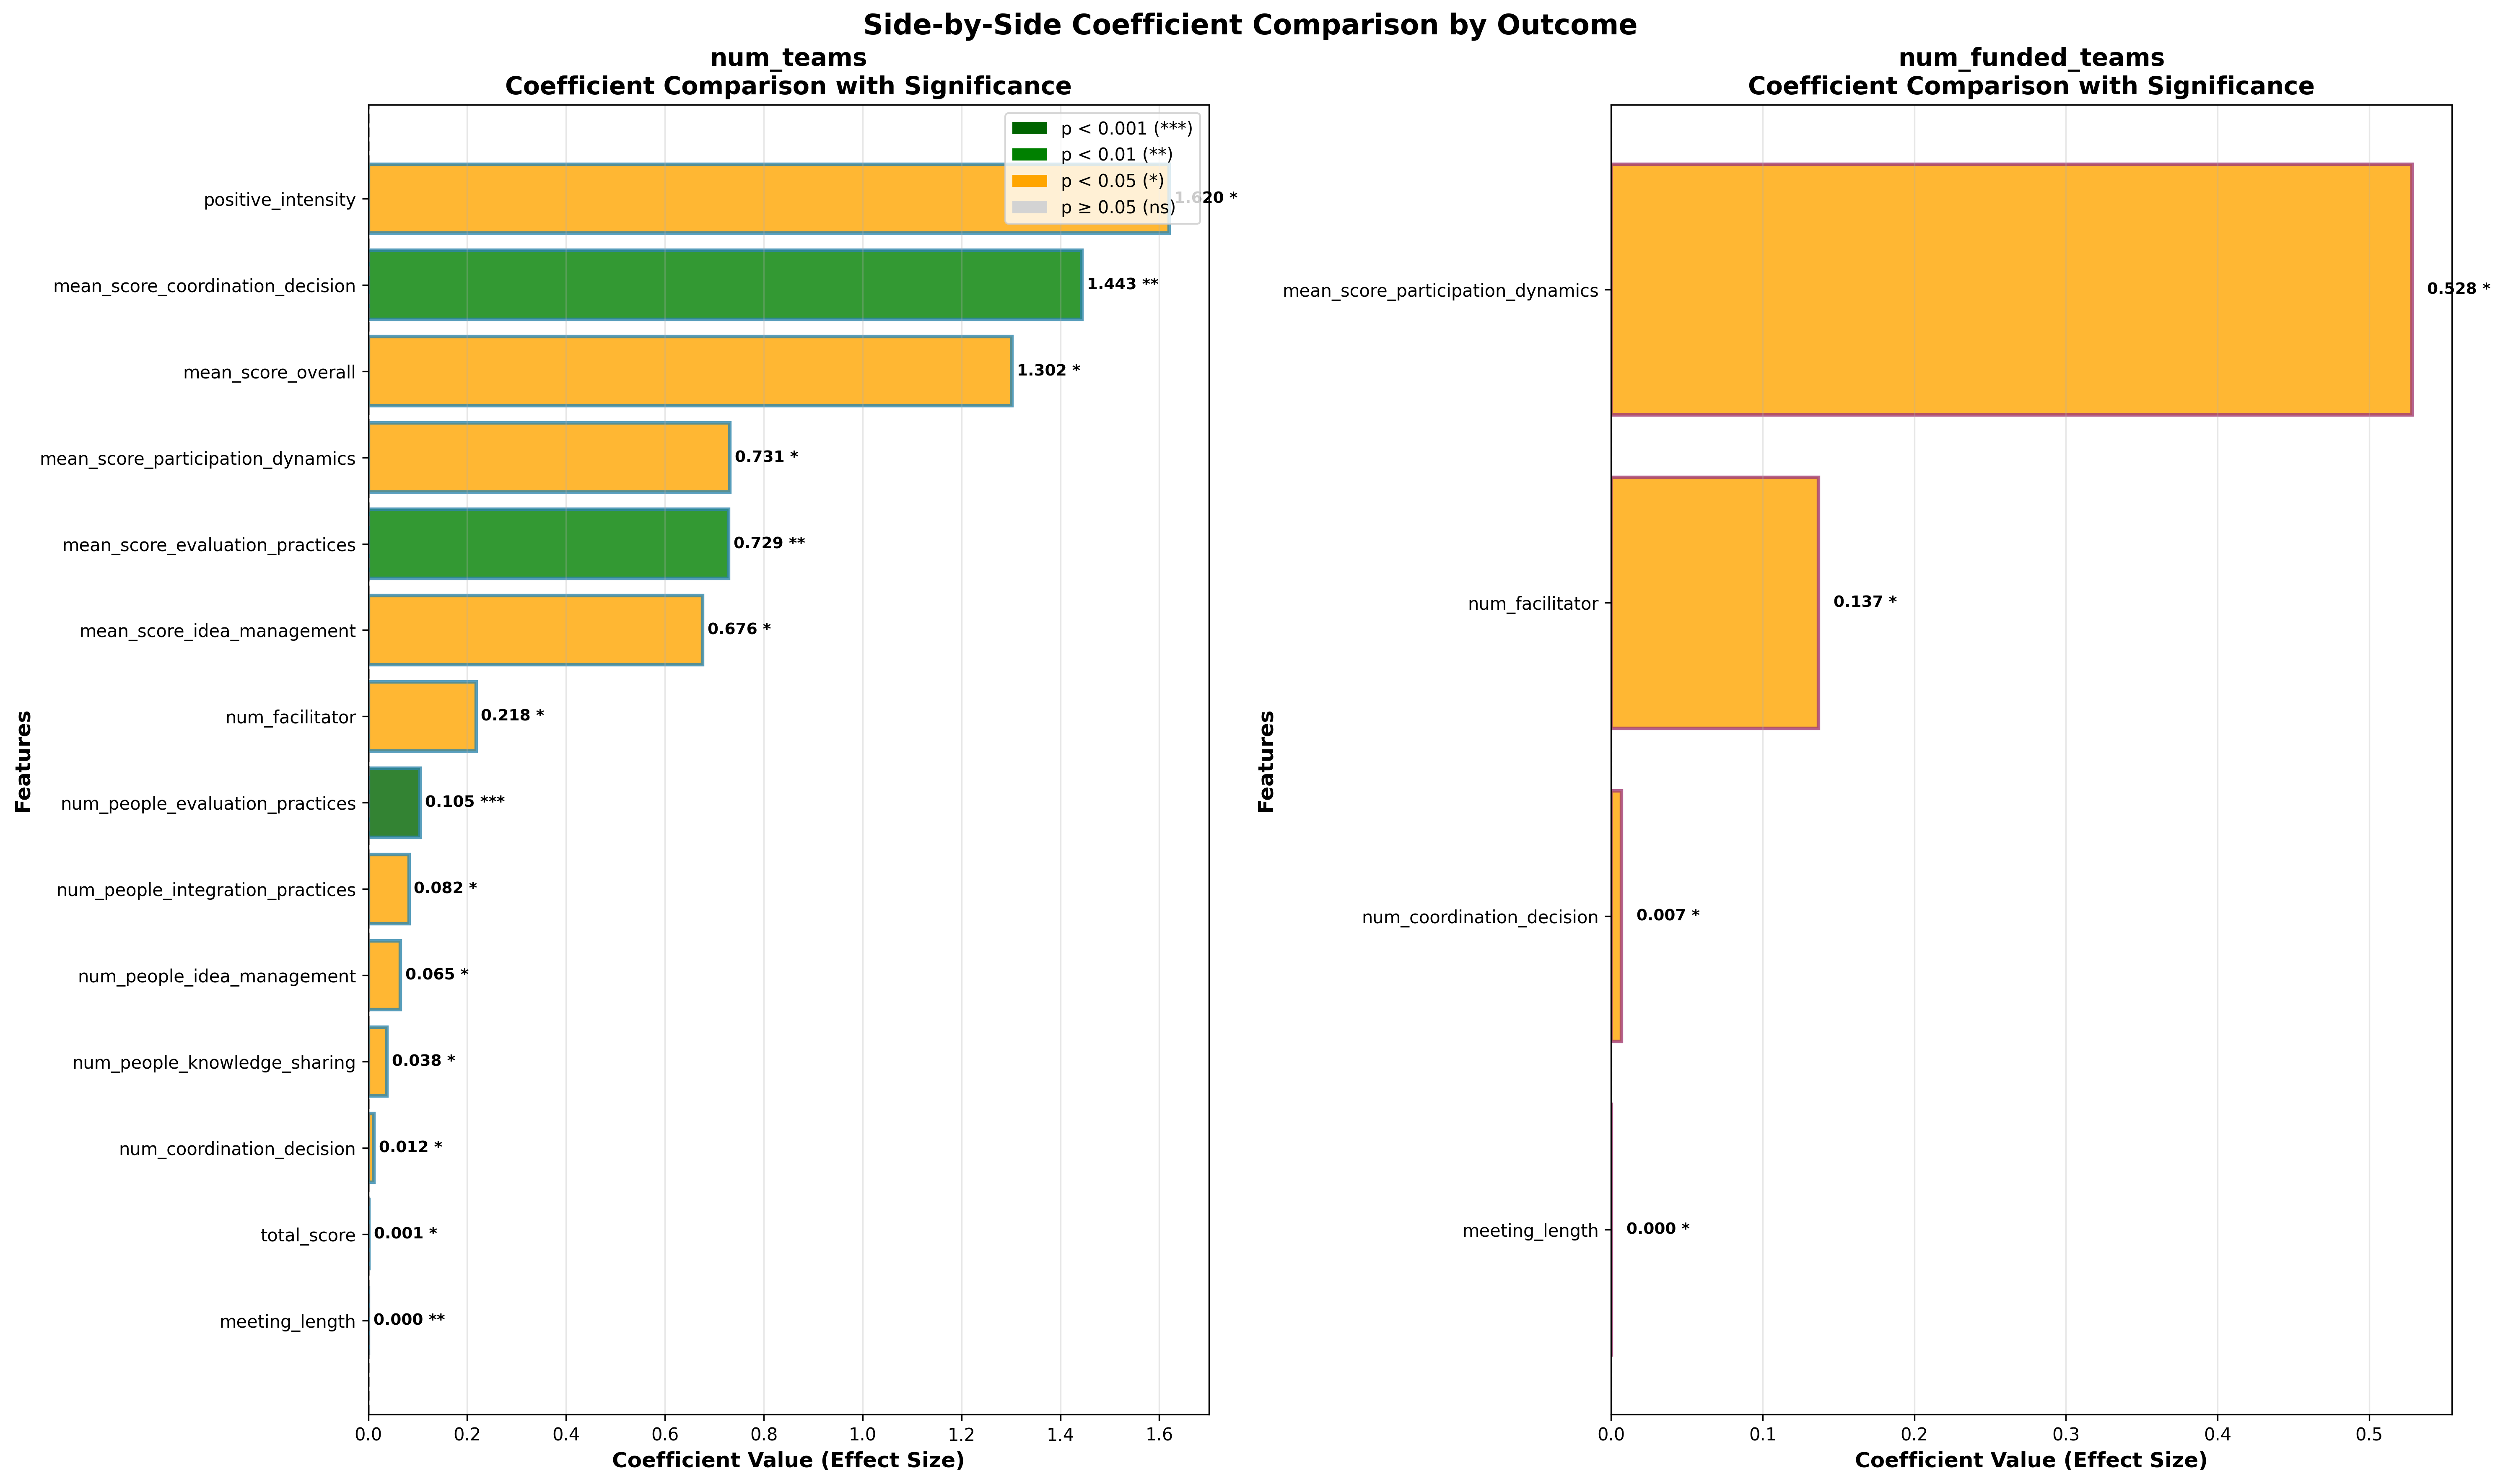 Side-by-Side Coefficient Comparison by Outcome
num_teams
Coefficient Comparison with Significance
p < 0.001 (***)
p < 0.01 (**)
p < 0.05 (*)
p ≥ 0.05 (ns)
Features
positive_intensity
1.620 *
mean_score_coordination_decision
1.443 **
mean_score_overall
1.302 *
mean_score_participation_dynamics
0.731 *
mean_score_evaluation_practices
0.729 **
mean_score_idea_management
0.676 *
num_facilitator
0.218 *
num_people_evaluation_practices
0.105 ***
num_people_integration_practices
0.082 *
num_people_idea_management
0.065 *
num_people_knowledge_sharing
0.038 *
num_coordination_decision
0.012 *
total_score
0.001 *
meeting_length
0.000 **
0.0 0.2 0.4 0.6 0.8 1.0 1.2 1.4 1.6
Coefficient Value (Effect Size)
num_funded_teams
Coefficient Comparison with Significance
Features
mean_score_participation_dynamics
0.528 *
num_facilitator
0.137 *
num_coordination_decision
0.007 *
meeting_length
0.000 *
0.0 0.1 0.2 0.3 0.4 0.5
Coefficient Value (Effect Size)